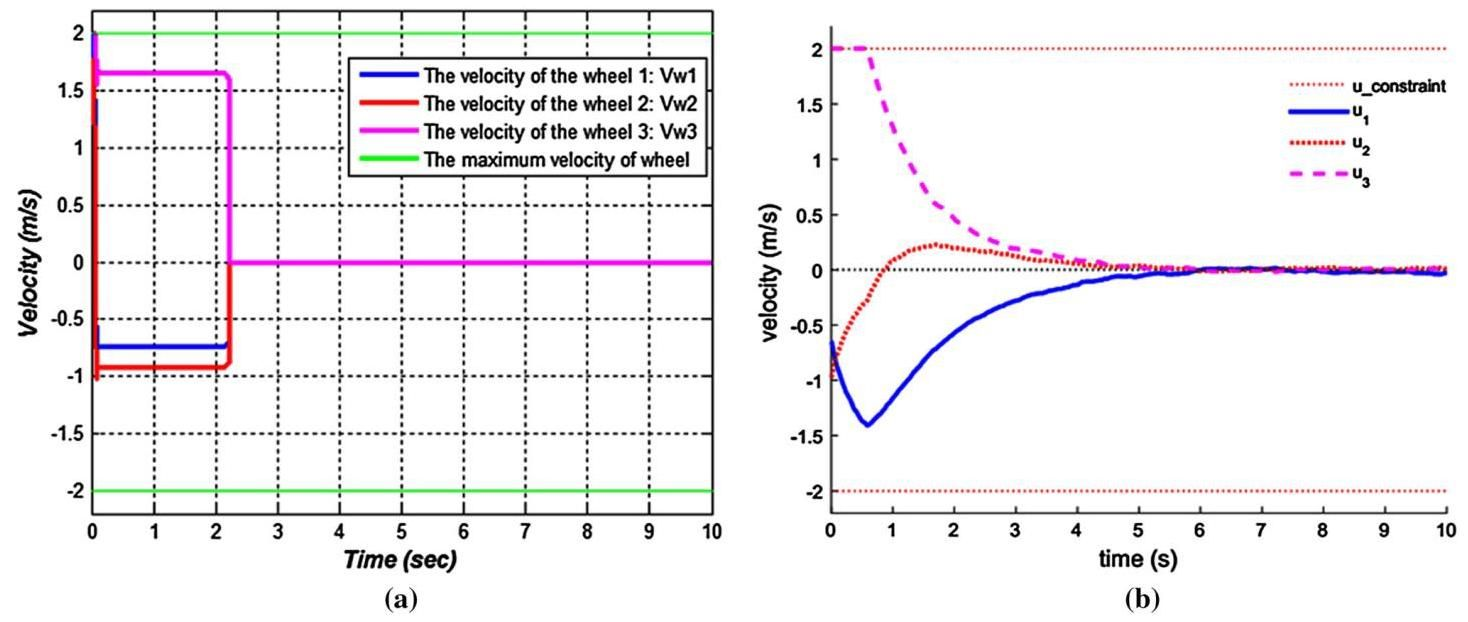 2
1.5
1
0.5
0
-0.5
-1
-1.5
-2
Velocity (m/s)
The velocity of the wheel 1: Vw1
The velocity of the wheel 2: Vw2
The velocity of the wheel 3: Vw3
The maximum velocity of wheel
0 1 2 3 4 5 6 7 8 9 10
Time (sec)
(a)
2
1.5
1
0.5
0
-0.5
-1
-1.5
-2
velocity (m/s)
u_constraint
u1
u2
u3
0 1 2 3 4 5 6 7 8 9 10
time (s)
(b)